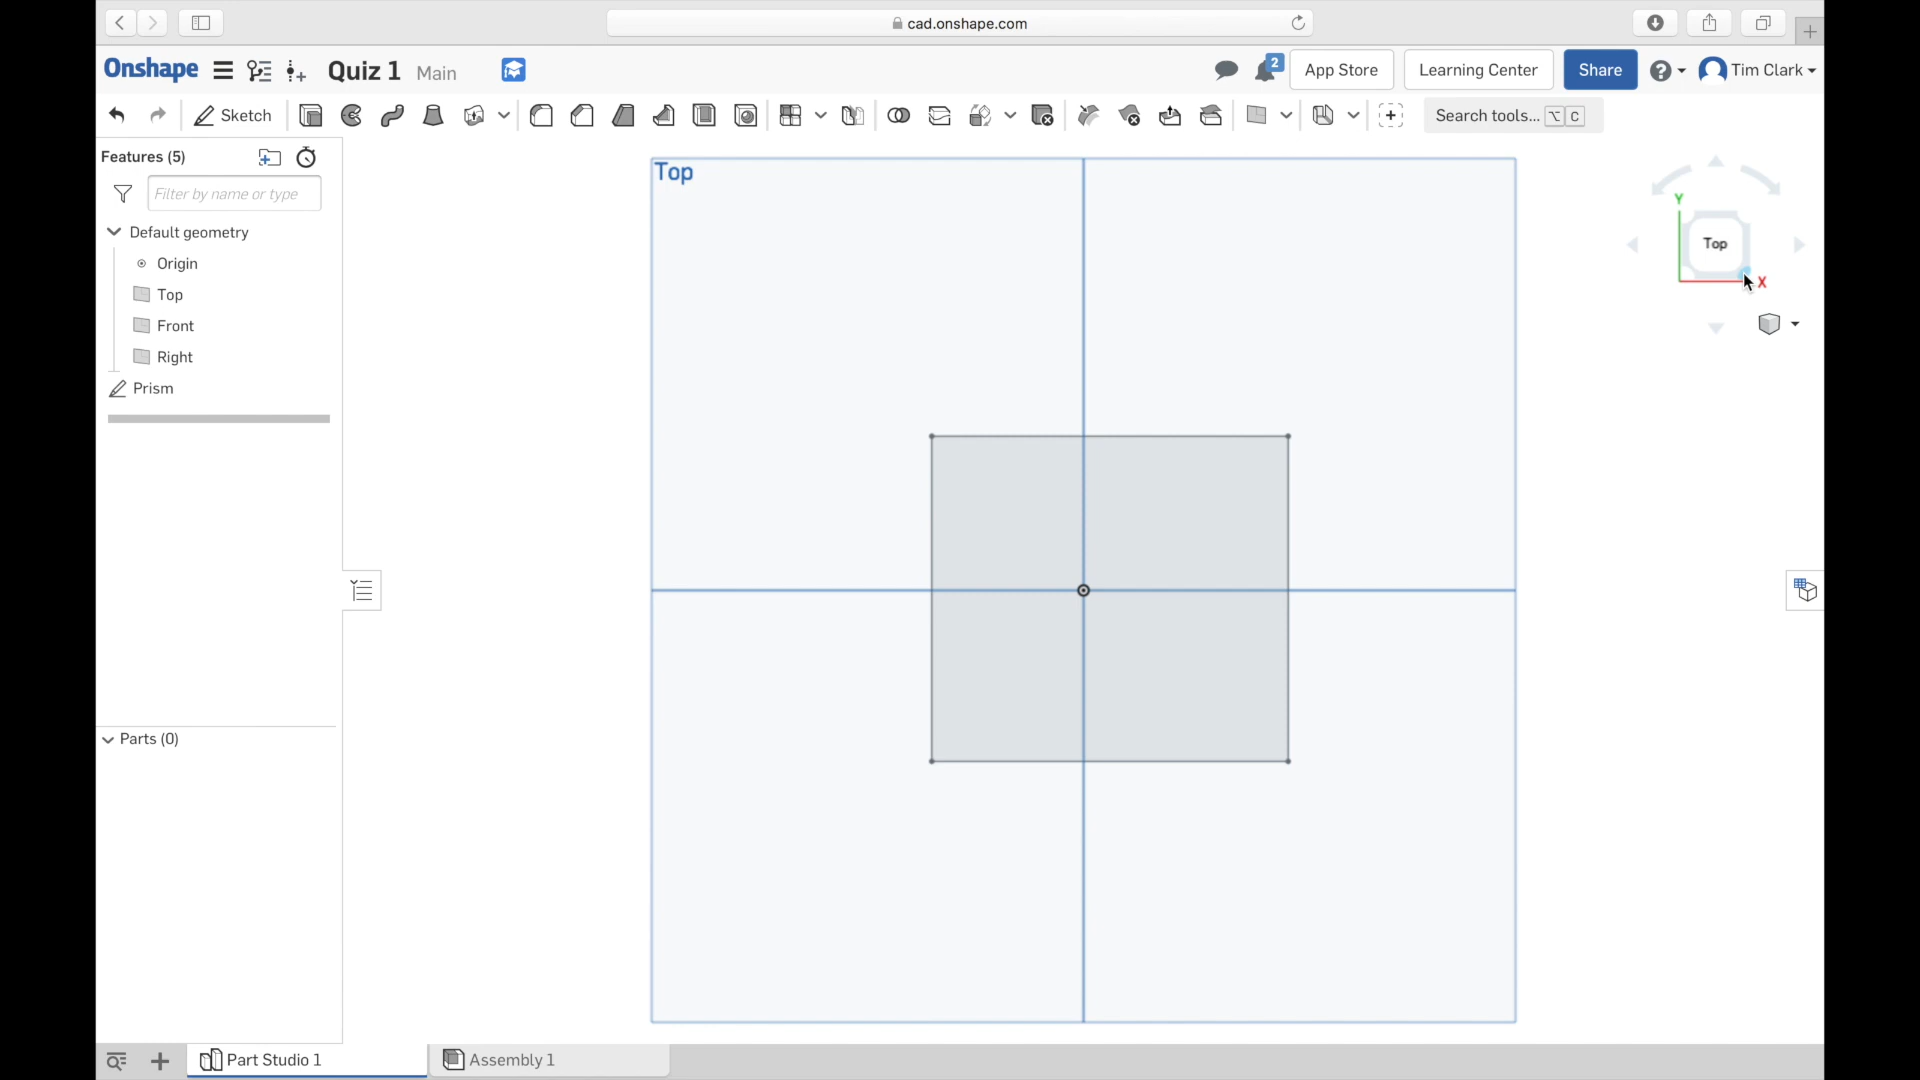 cad.onshape.com
Onshape Quiz 1 Main 2 App Store Learning Center Share ? Tim Clark
Sketch Search tools... ⌥ C
Features (5)
Filter by name or type
Default geometry
Origin
Top
Front
Right
Prism
Parts (0)
Top
Y
Top
X
Part Studio 1 Assembly 1